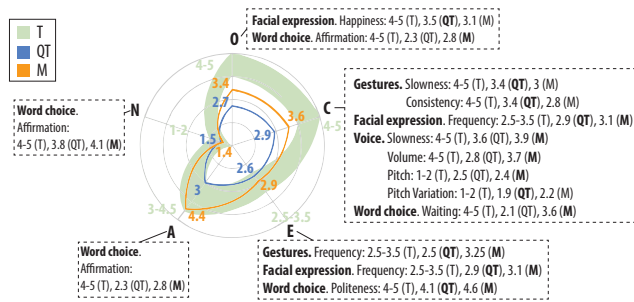 T
QT
M
O
Facial expression. Happiness: 4-5 (T), 3.5 (QT), 3.1 (M)
Word choice. Affirmation: 4-5 (T), 2.3 (QT), 2.8 (M)
4-5
3.4
2.7
3.6
2.9
4-5
1-2
1.5
1.4
2.6
2.9
3
3-4.5
4.4
2.5-3.5
N
Word choice.
Affirmation:
4-5 (T), 3.8 (QT), 4.1 (M)
C
Gestures. Slowness: 4-5 (T), 3.4 (QT), 3 (M)
Consistency: 4-5 (T), 3.4 (QT), 2.8 (M)
Facial expression. Frequency: 2.5-3.5 (T), 2.9 (QT), 3.1 (M)
Voice. Slowness: 4-5 (T), 3.6 (QT), 3.9 (M)
Volume: 4-5 (T), 2.8 (QT), 3.7 (M)
Pitch: 1-2 (T), 2.5 (QT), 2.4 (M)
Pitch Variation: 1-2 (T), 1.9 (QT), 2.2 (M)
Word choice. Waiting: 4-5 (T), 2.1 (QT), 3.6 (M)
A
Word choice.
Affirmation:
4-5 (T), 2.3 (QT), 2.8 (M)
E
Gestures. Frequency: 2.5-3.5 (T), 2.5 (QT), 3.25 (M)
Facial expression. Frequency: 2.5-3.5 (T), 2.9 (QT), 3.1 (M)
Word choice. Politeness: 4-5 (T), 4.1 (QT), 4.6 (M)